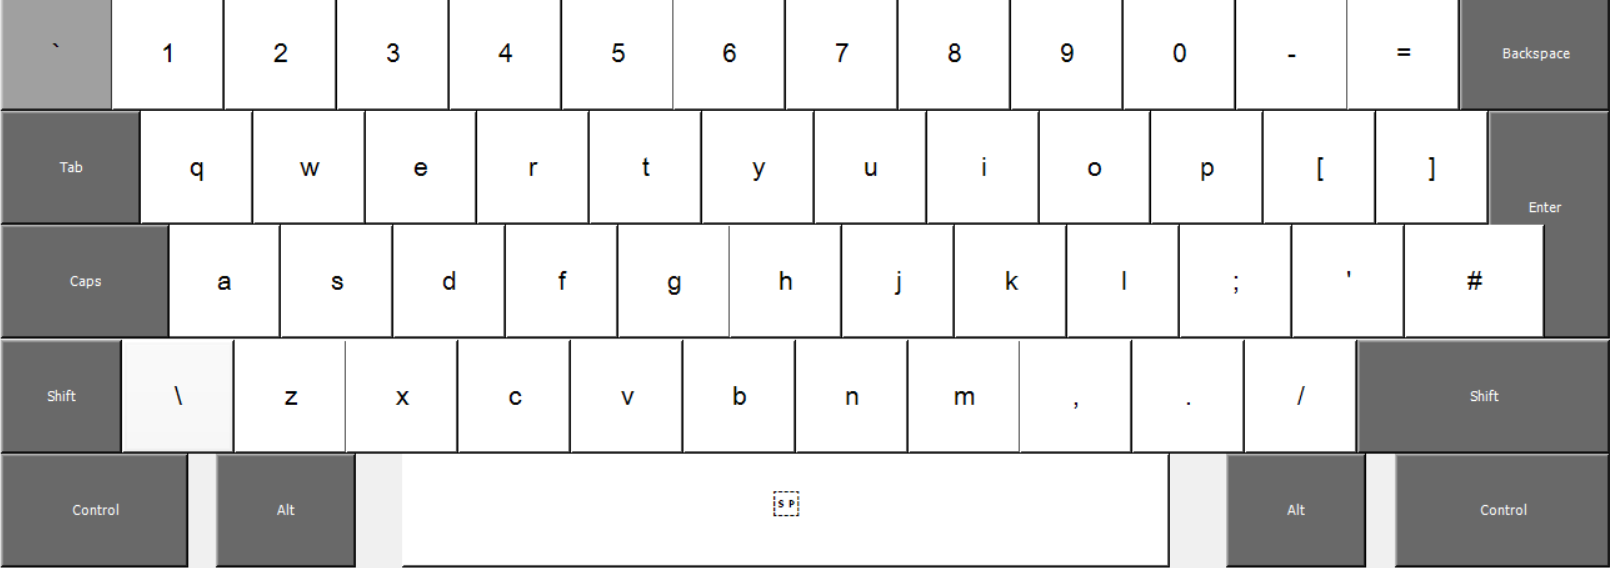 ` 1 2 3 4 5 6 7 8 9 0 - = Backspace
Tab q w e r t y u i o p [ ] Enter
Caps a s d f g h j k l ; ' #
Shift \ z x c v b n m , . / Shift
Control Alt SP Alt Control